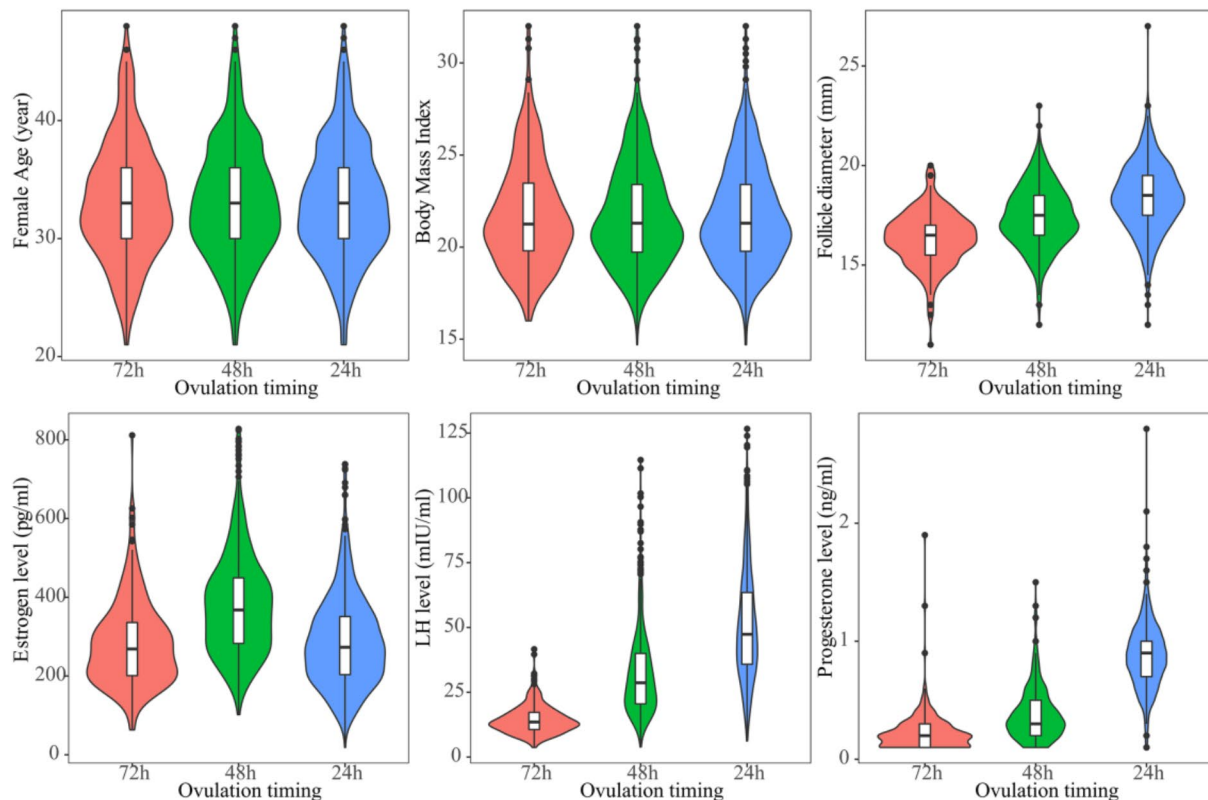 Female Age (year)
40
30
20
72h 48h 24h
Ovulation timing
Body Mass Index
30
25
20
15
72h 48h 24h
Ovulation timing
Follicle diameter (mm)
25
20
15
72h 48h 24h
Ovulation timing
Estrogen level (pg/ml)
800
600
400
200
0
72h 48h 24h
Ovulation timing
LH level (mIU/ml)
125
100
75
50
25
0
72h 48h 24h
Ovulation timing
Progesterone level (ng/ml)
2
1
0
72h 48h 24h
Ovulation timing